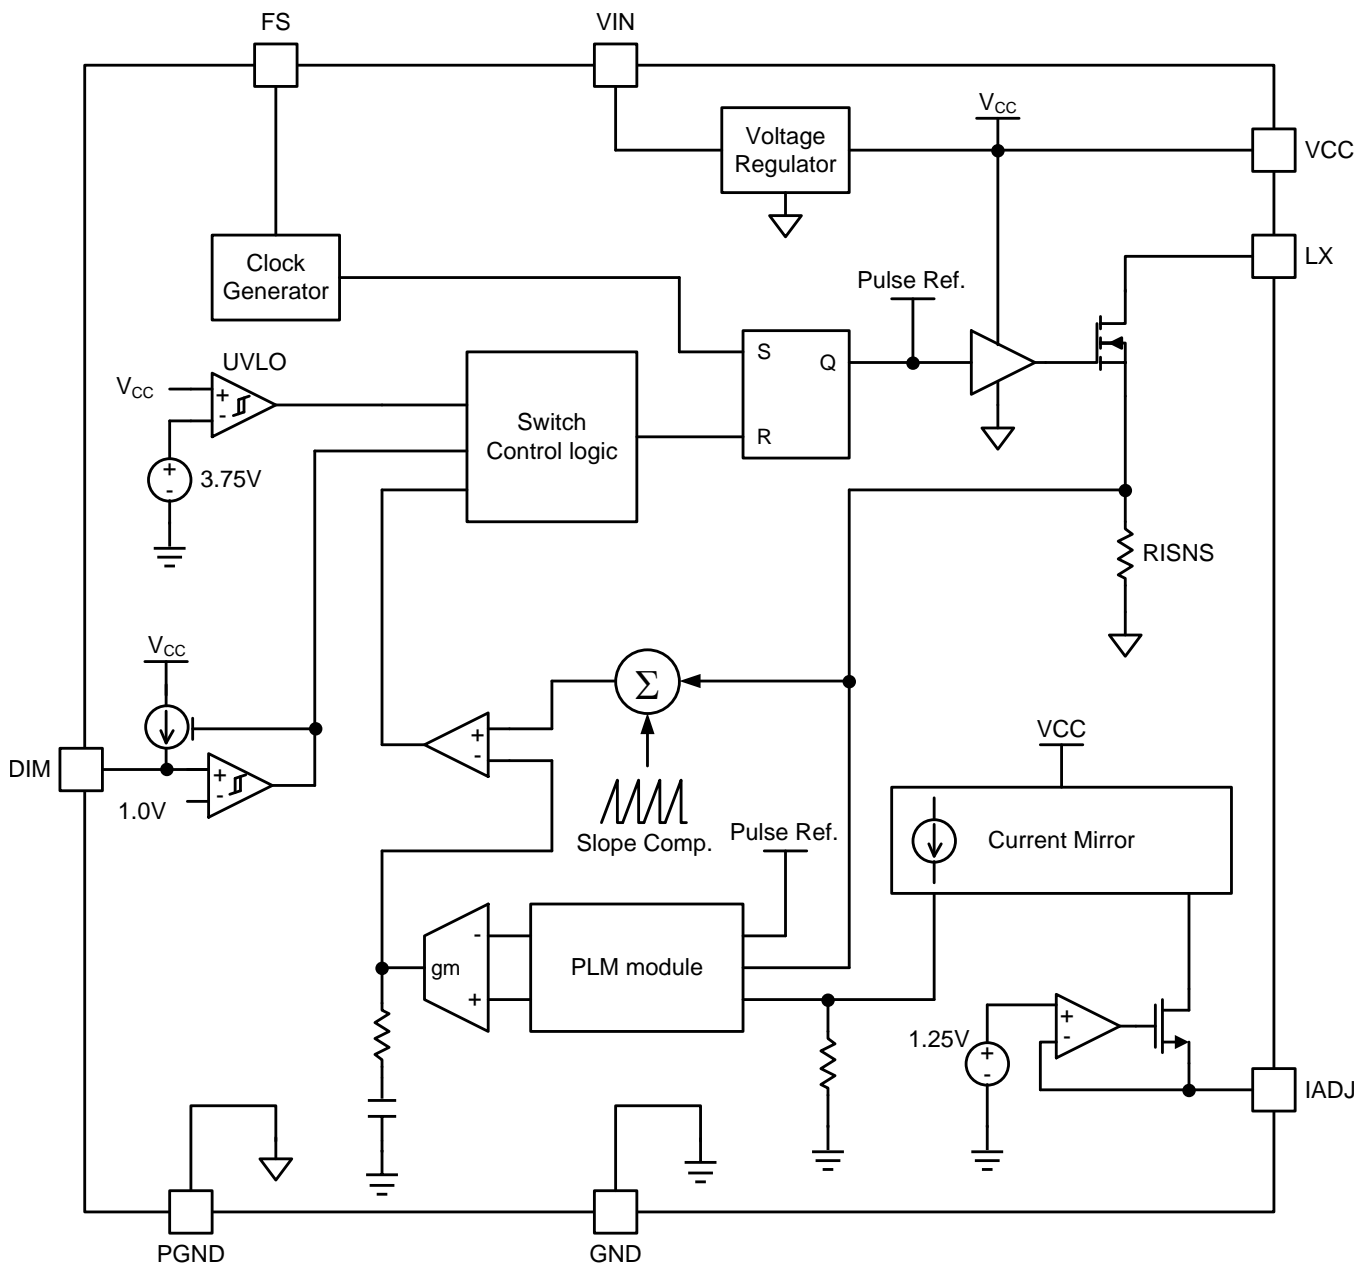 FS
VIN
VCC
Voltage
Regulator
VCC
LX
Clock
Generator
Pulse Ref.
UVLO
VCC
+
-
S
Q
R
Switch
Control logic
+
-
3.75V
RISNS
VCC
Σ
DIM
+
-
1.0V
+
-
VCC
Slope Comp.
Pulse Ref.
Current Mirror
-
gm
+
PLM module
1.25V
+
-
+
-
IADJ
PGND
GND